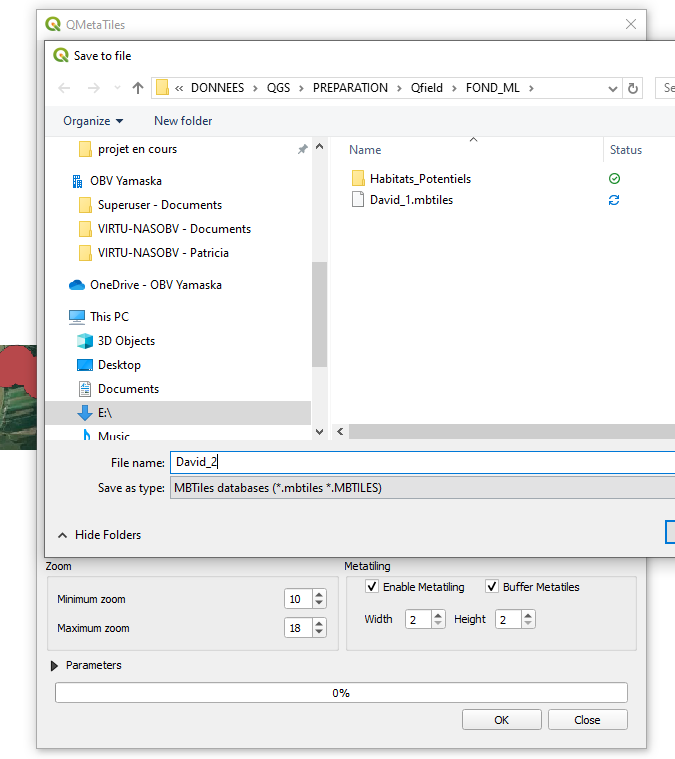 QMetaTiles
Save to file
« DONNEES > QGS > PREPARATION > Qfield > FOND_ML >
Se
Organize
New folder
projet en cours
OBV Yamaska
Superuser - Documents
VIRTU-NASOBV - Documents
VIRTU-NASOBV - Patricia
OneDrive - OBV Yamaska
This PC
3D Objects
Desktop
Documents
E:\
Music
Name
Status
Habitats_Potentiels
David_1.mbtiles
File name: David_2
Save as type: MBTiles databases (*.mbtiles *.MBTILES)
Hide Folders
Zoom
Minimum zoom 10
Maximum zoom 18
Metatiling
Enable Metatiling
Buffer Metatiles
Width 2 Height 2
Parameters
0%
OK
Close